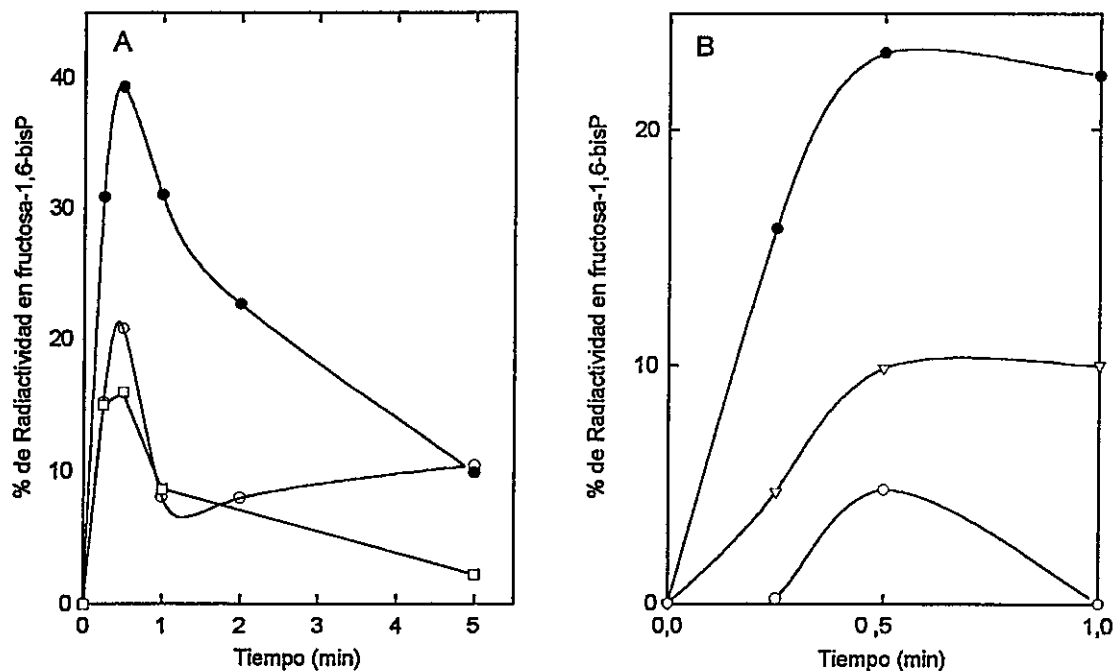 A
% de Radiactividad en fructosa-1,6-bisP
40
30
20
10
0
0
1
2
3
4
5
Tiempo (min)
B
% de Radiactividad en fructosa-1,6-bisP
20
10
0
0,0
0,5
1,0
Tiempo (min)